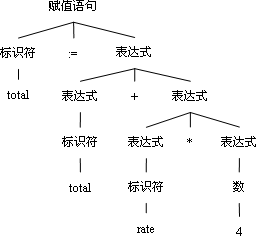 赋值语句
标识符 := 表达式
total 表达式 + 表达式
标识符 表达式 * 表达式
total 标识符 数
rate 4